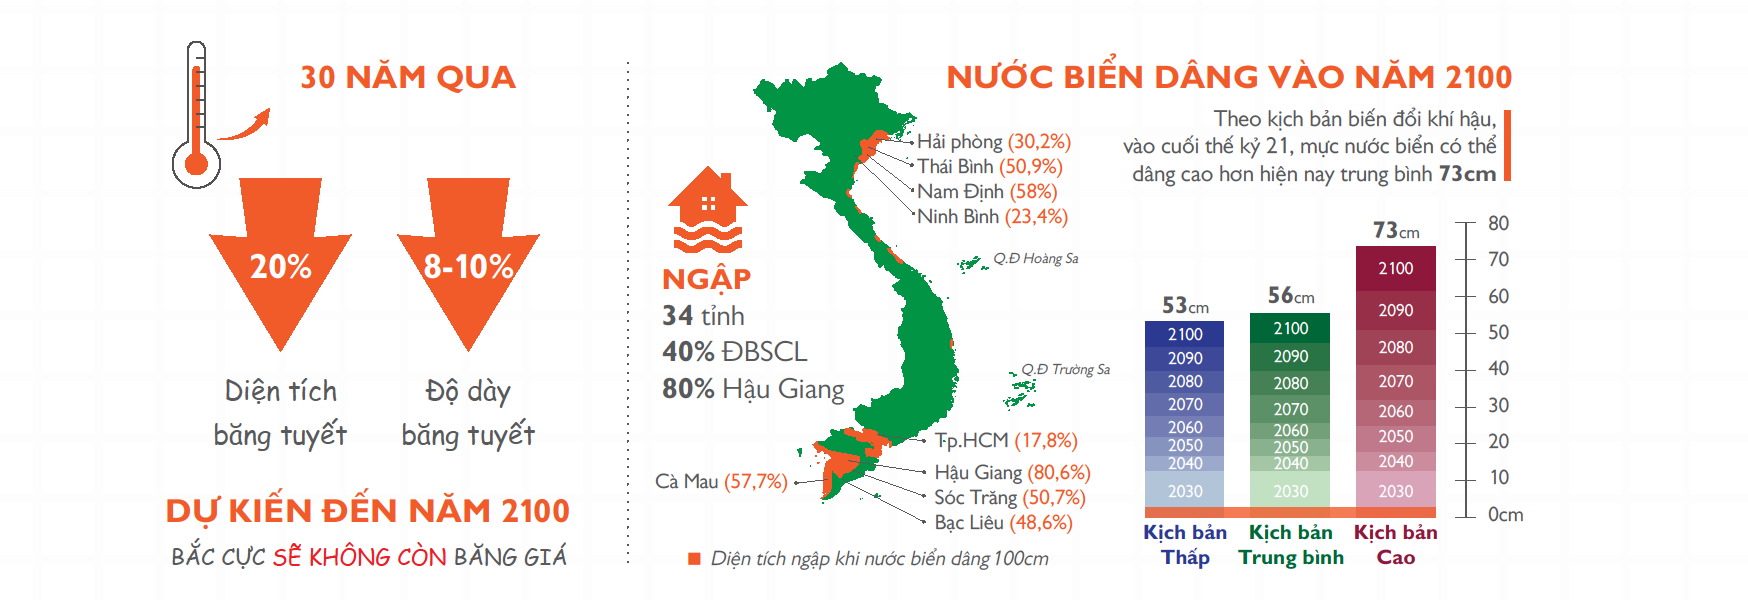 30 NĂM QUA
20%
8-10%
Diện tích
băng tuyết
Độ dày
băng tuyết
DỰ KIẾN ĐẾN NĂM 2100
BẮC CỰC SẼ KHÔNG CÒN BĂNG GIÁ
NGẬP
34 tỉnh
40% ĐBSCL
80% Hậu Giang
Hải phòng (30,2%)
Thái Bình (50,9%)
Nam Định (58%)
Ninh Bình (23,4%)
Q.Đ Hoàng Sa
Q.Đ Trường Sa
Tp.HCM (17,8%)
Hậu Giang (80,6%)
Sóc Trăng (50,7%)
Bạc Liêu (48,6%)
Cà Mau (57,7%)
Diện tích ngập khi nước biển dâng 100cm
NƯỚC BIỂN DÂNG VÀO NĂM 2100
Theo kịch bản biến đổi khí hậu,
vào cuối thế kỷ 21, mực nước biển có thể
dâng cao hơn hiện nay trung bình 73cm
53cm
2100
2090
2080
2070
2060
2050
2040
2030
Kịch bản
Thấp
56cm
2100
2090
2080
2070
2060
2050
2040
2030
Kịch bản
Trung bình
73cm
2100
2090
2080
2070
2060
2050
2040
2030
Kịch bản
Cao
80
70
60
50
40
30
20
10
0cm